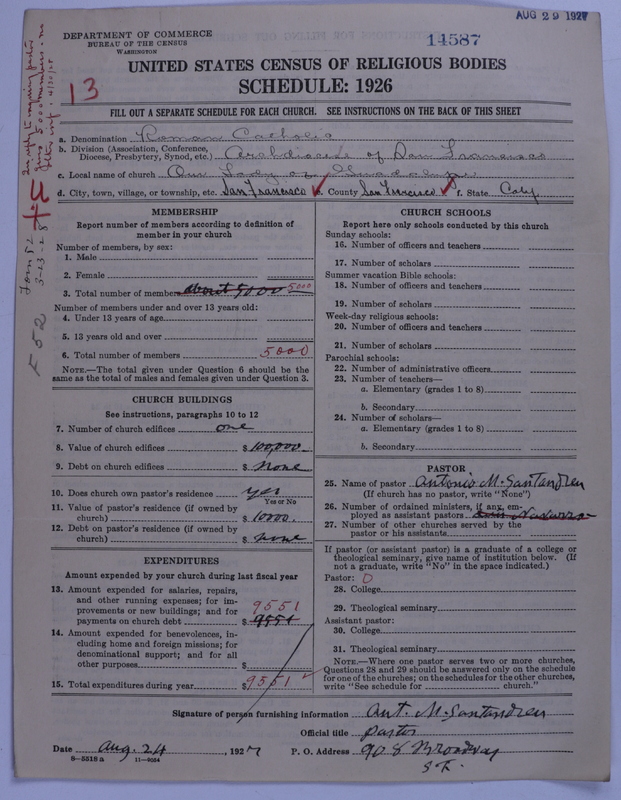 AUG 29 1927
DEPARTMENT OF COMMERCE
BUREAU OF THE CENSUS
WASHINGTON
14587
UNITED STATES CENSUS OF RELIGIOUS BODIES
SCHEDULE: 1926
13
FILL OUT A SEPARATE SCHEDULE FOR EACH CHURCH. SEE INSTRUCTIONS ON THE BACK OF THIS SHEET
a. Denomination Roman Catholic
b. Division (Association, Conference,
Diocese, Presbytery, Synod, etc.) Archdiocese of San Francisco
c. Local name of church Our Lady of Guadalupe
d. City, town, village, or township, etc. San Francisco e. County San Francisco f. State Caly
Form 52
3-23-28
F 52
MEMBERSHIP
Report number of members according to definition of
member in your church
Number of members, by sex:
1. Male
2. Female
3. Total number of members about 5000 5000
Number of members under and over 13 years old:
4. Under 13 years of age
5. 13 years old and over
6. Total number of members 5000
NOTE.—The total given under Question 6 should be
same as the total of males and females given under Question 3.
CHURCH BUILDINGS
See instructions, paragraphs 10 to 12
7. Number of church edifices one
8. Value of church edifices $ 100,000.
9. Debt on church edifices $ none
10. Does church own pastor's residence yes
Yes or No
11. Value of pastor's residence (if owned by
church) $ 10000.
12. Debt on pastor's residence (if owned by
church) $ none
EXPENDITURES
Amount expended by your church during last fiscal year
13. Amount expended for salaries, repairs,
and other running expenses; for im-
provements or new buildings; and for
payments on church debt $ 9551 9551
14. Amount expended for benevolences, in-
cluding home and foreign missions; for
denominational support; and for all
other purposes $
15. Total expenditures during year $ 9551
CHURCH SCHOOLS
Report here only schools conducted by this church
Sunday schools:
16. Number of officers and teachers
17. Number of scholars
Summer vacation Bible schools:
18. Number of officers and teachers
19. Number of scholars
Week-day religious schools:
20. Number of officers and teachers
21. Number of scholars
Parochial schools:
22. Number of administrative officers
23. Number of teachers—
a. Elementary (grades 1 to 8)
b. Secondary
24. Number of scholars—
a. Elementary (grades 1 to 8)
b. Secondary
PASTOR
25. Name of pastor Antonio M. Santandreu
(If church has no pastor, write "None")
26. Number of ordained ministers, if any, em-
ployed as assistant pastors Navarro
27. Number of other churches served by the
pastor or his assistants
If pastor (or assistant pastor) is a graduate of a college or
theological seminary, give name of institution below. (If
not a graduate, write "No" in the space indicated.)
Pastor: O
28. College
29. Theological seminary
Assistant pastor:
30. College
31. Theological seminary
NOTE.—Where one pastor serves two or more churches,
Questions 28 and 29 should be answered only on the schedule
for one of the churches; on the schedules for the other churches,
write "See schedule for church."
Signature of person furnishing information Ant. M. Santandreu
Official title pastor
Date Aug. 24, 1927 P. O. Address 908 Broadway
S.F.
8—5518 a 11—9054